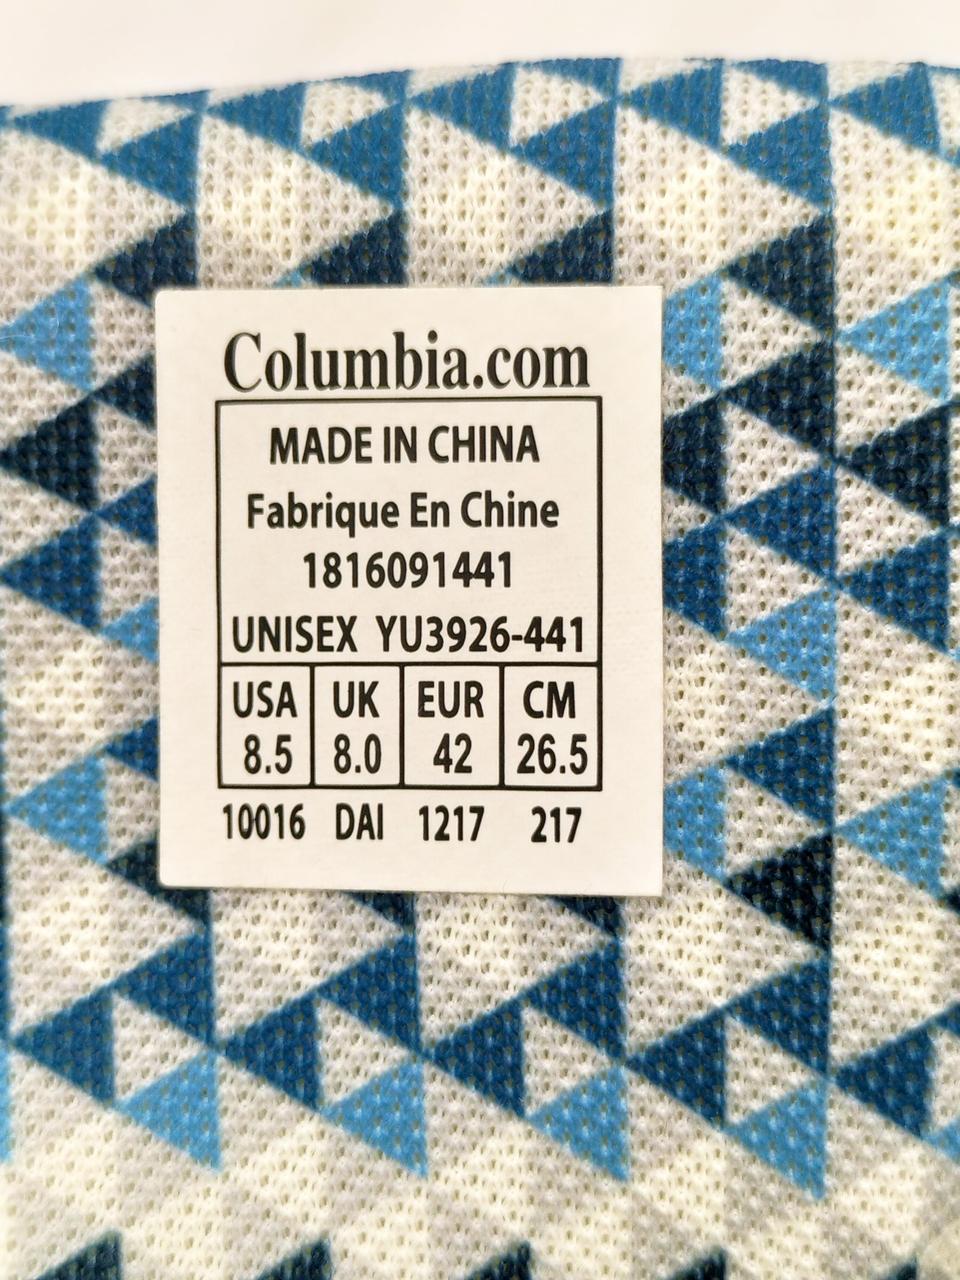 Columbia.com
MADE IN CHINA
Fabrique En Chine
1816091441
UNISEX YU3926-441
USA UK EUR CM
8.5 8.0 42 26.5
10016 DAI 1217 217